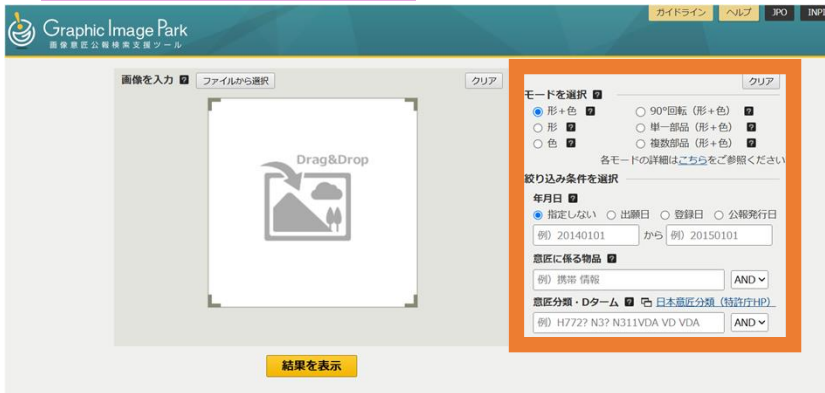 Graphic Image Park
画像意匠公報検索支援ツール
ガイドライン ヘルプ JPO INPI
画像を入力 ? ファイルから選択 クリア
Drag&Drop
結果を表示
クリア
モードを選択 ?
形+色 ? 90°回転(形+色) ?
形 ? 単一部品(形+色) ?
色 ? 複数部品(形+色) ?
各モードの詳細はこちらをご参照ください
絞り込み条件を選択
年月日 ?
指定しない 出願日 登録日 公報発行日
例)20140101 から 例)20150101
意匠に係る物品 ?
例)携帯 情報 AND
意匠分類・Dターム ? 日本意匠分類(特許庁HP)
例)H772? N3? N311VDA VD VDA AND